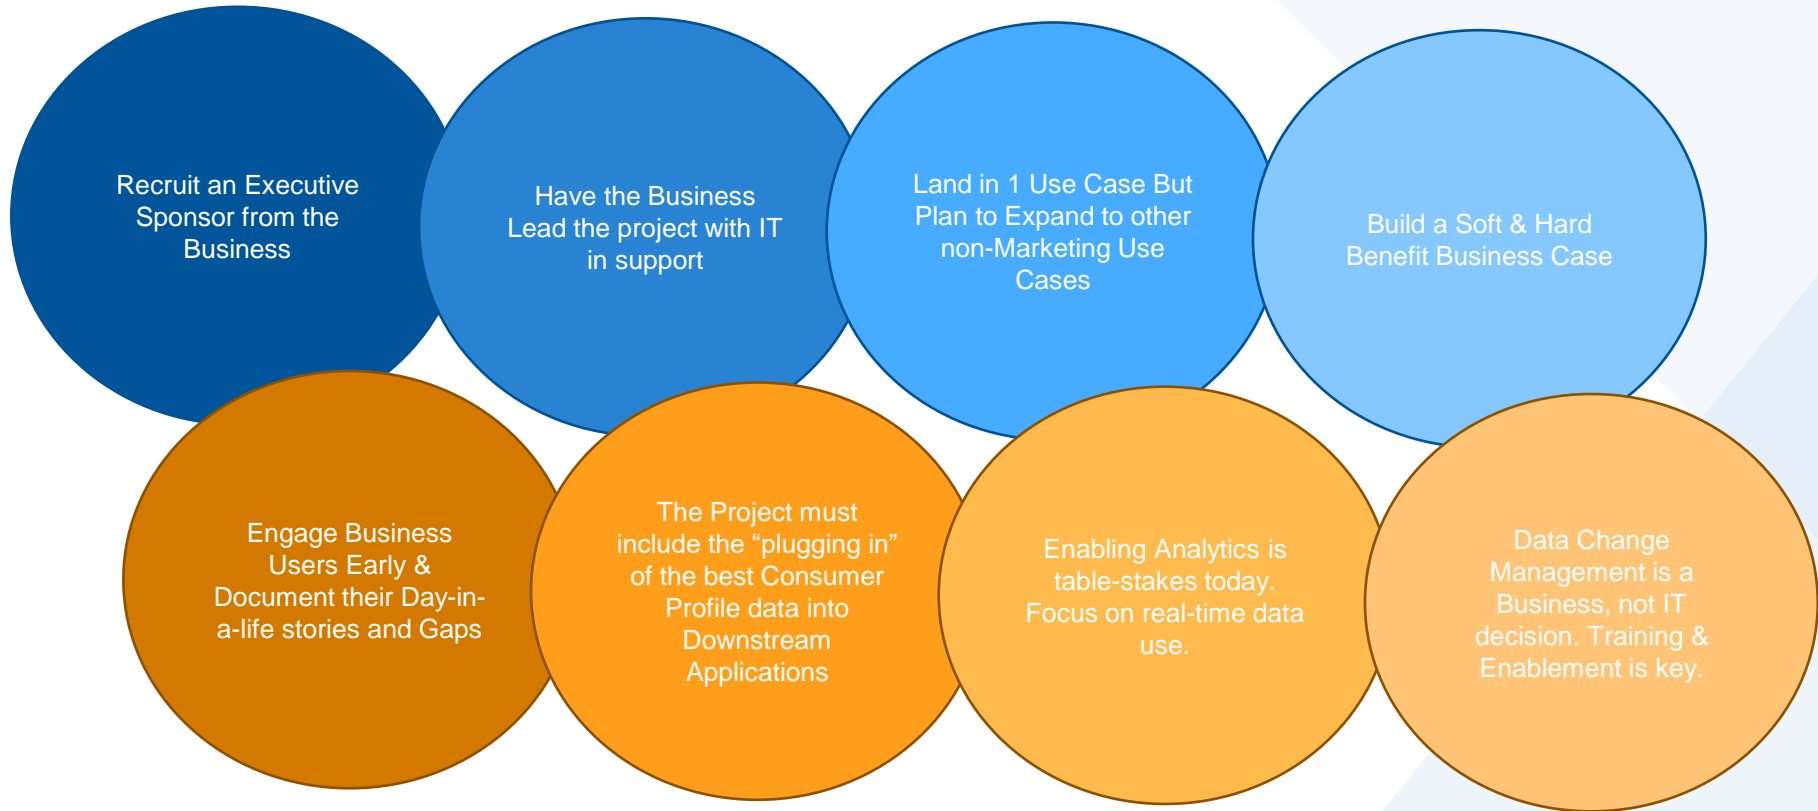 Recruit an Executive
Sponsor from the
Business
Have the Business
Lead the project with IT
in support
Land in 1 Use Case But
Plan to Expand to other
non-Marketing Use
Cases
Build a Soft & Hard
Benefit Business Case
Engage Business
Users Early &
Document their Day-in-
a-life stories and Gaps
The Project must
include the “plugging in”
of the best Consumer
Profile data into
Downstream
Applications
Enabling Analytics is
table-stakes today.
Focus on real-time data
use.
Data Change
Management is a
Business, not IT
decision. Training &
Enablement is key.